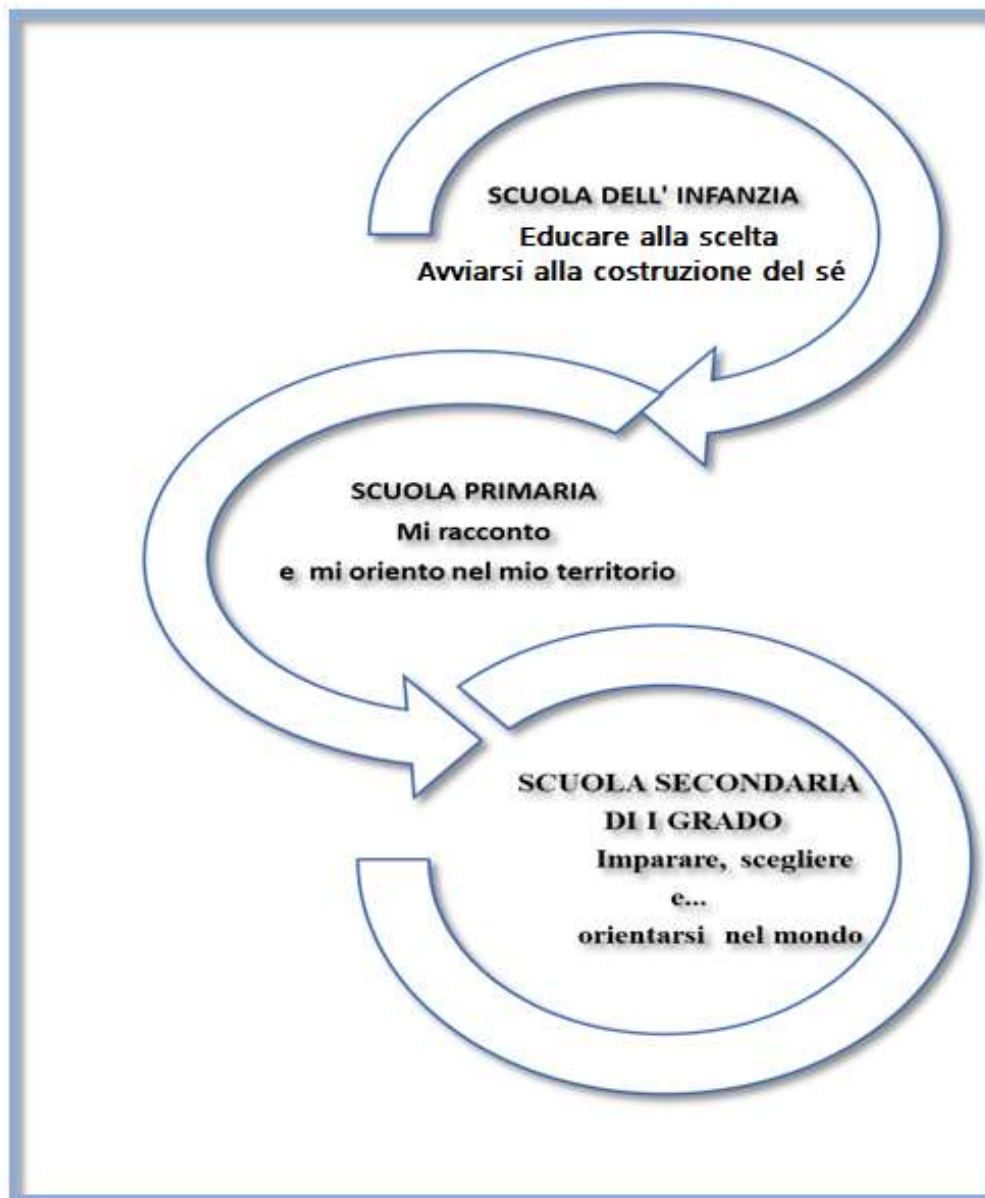 SCUOLA DELL' INFANZIA
Educare alla scelta
Avviarsi alla costruzione del sé
SCUOLA PRIMARIA
Mi racconto
e mi oriento nel mio territorio
SCUOLA SECONDARIA
DI I GRADO
Imparare, scegliere
e...
orientarsi nel mondo